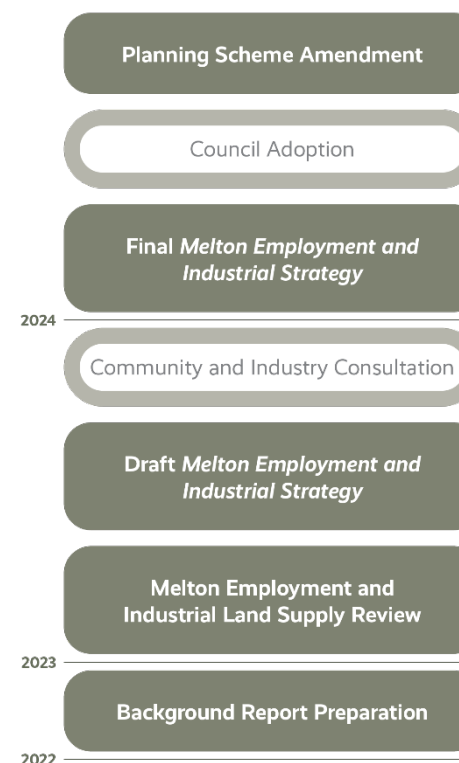 Planning Scheme Amendment
Council Adoption
Final Melton Employment and
Industrial Strategy
2024
Community and Industry Consultation
Draft Melton Employment and
Industrial Strategy
Melton Employment and
Industrial Land Supply Review
2023
Background Report Preparation
2022